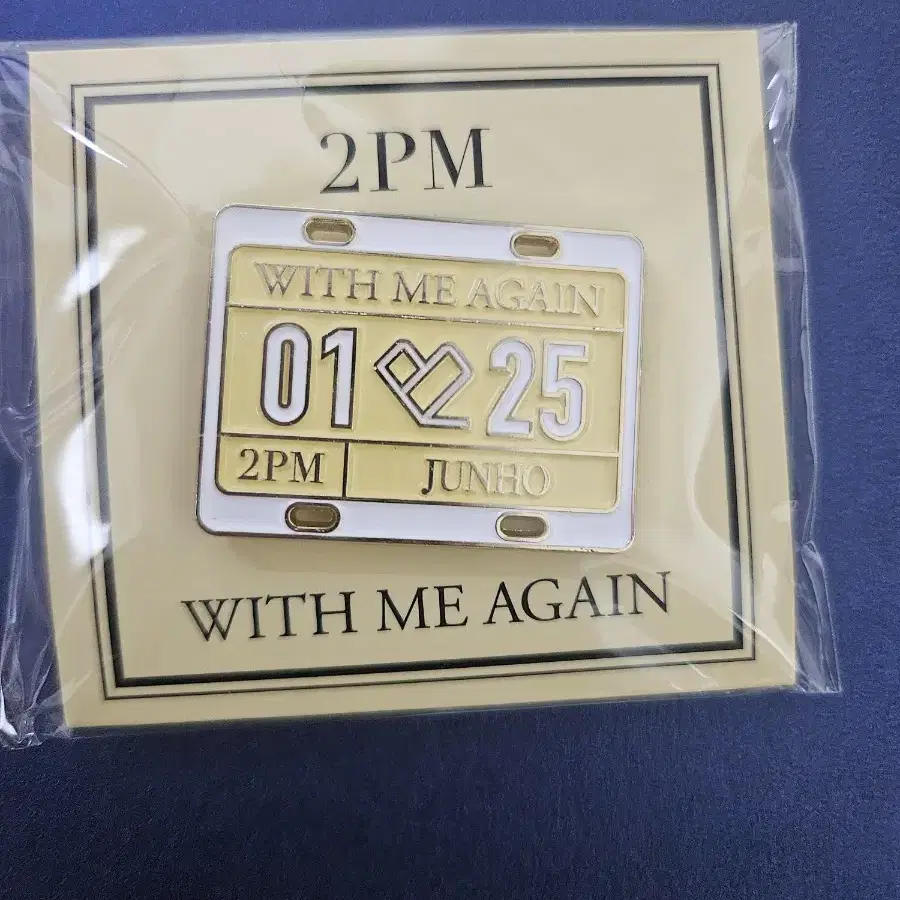 2PM
WITH ME AGAIN
01 25
2PM JUNHO
WITH ME AGAIN